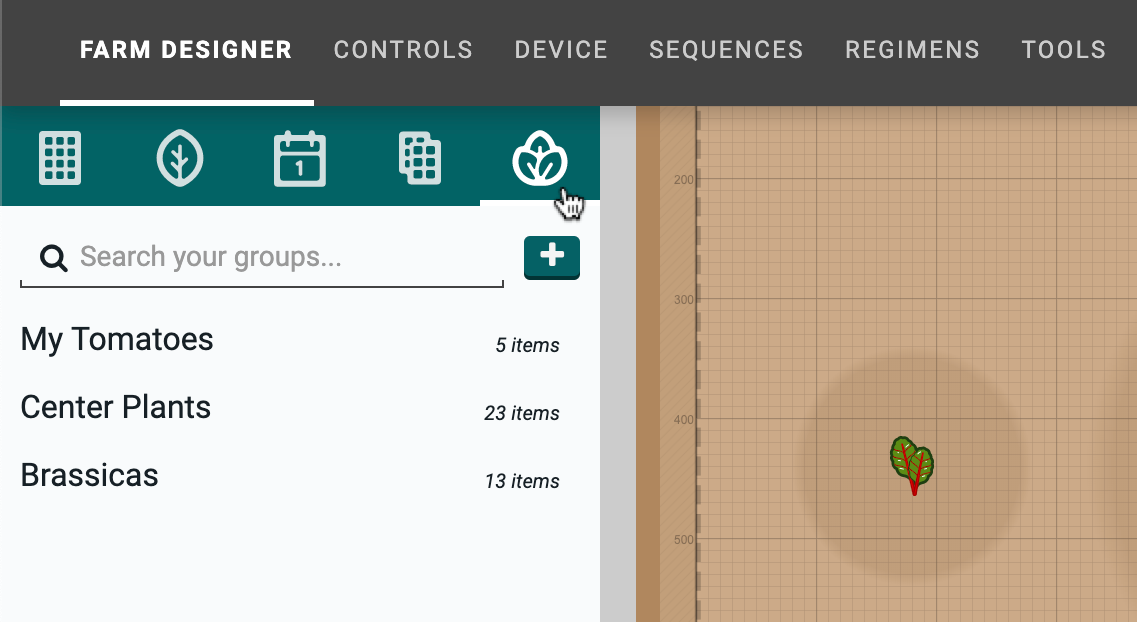 FARM DESIGNER CONTROLS DEVICE SEQUENCES REGIMENS TOOLS
1
Search your groups...
My Tomatoes 5 items
Center Plants 23 items
Brassicas 13 items
200
300
400
500